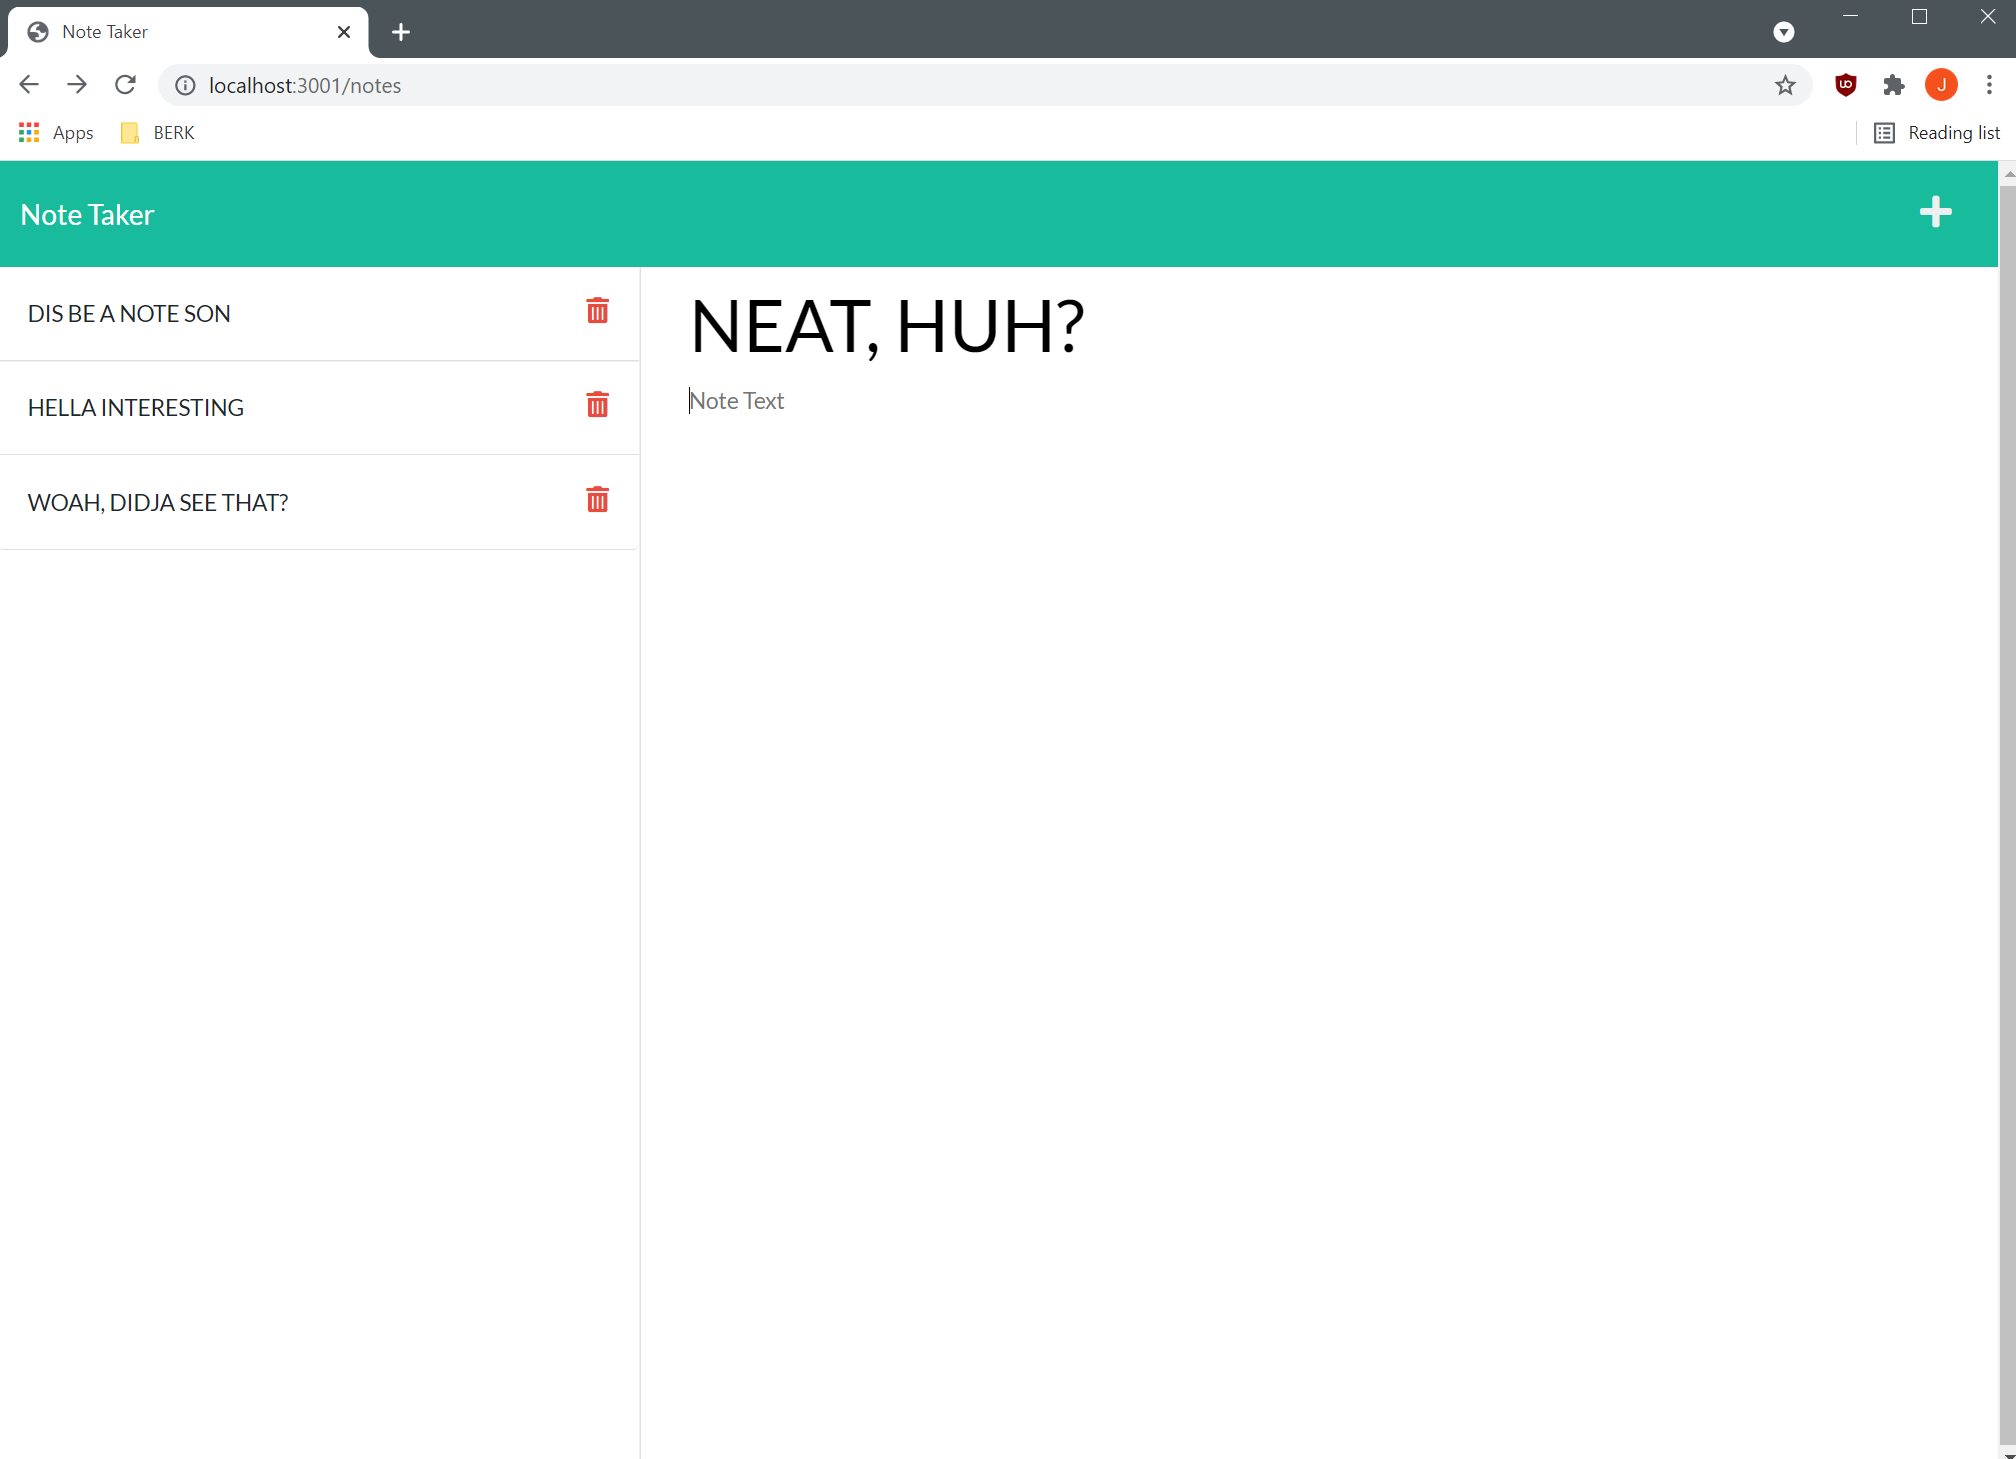 Note Taker
localhost:3001/notes
J
Apps
BERK
Reading list
Note Taker
DIS BE A NOTE SON
HELLA INTERESTING
WOAH, DIDJA SEE THAT?
NEAT, HUH?
Note Text